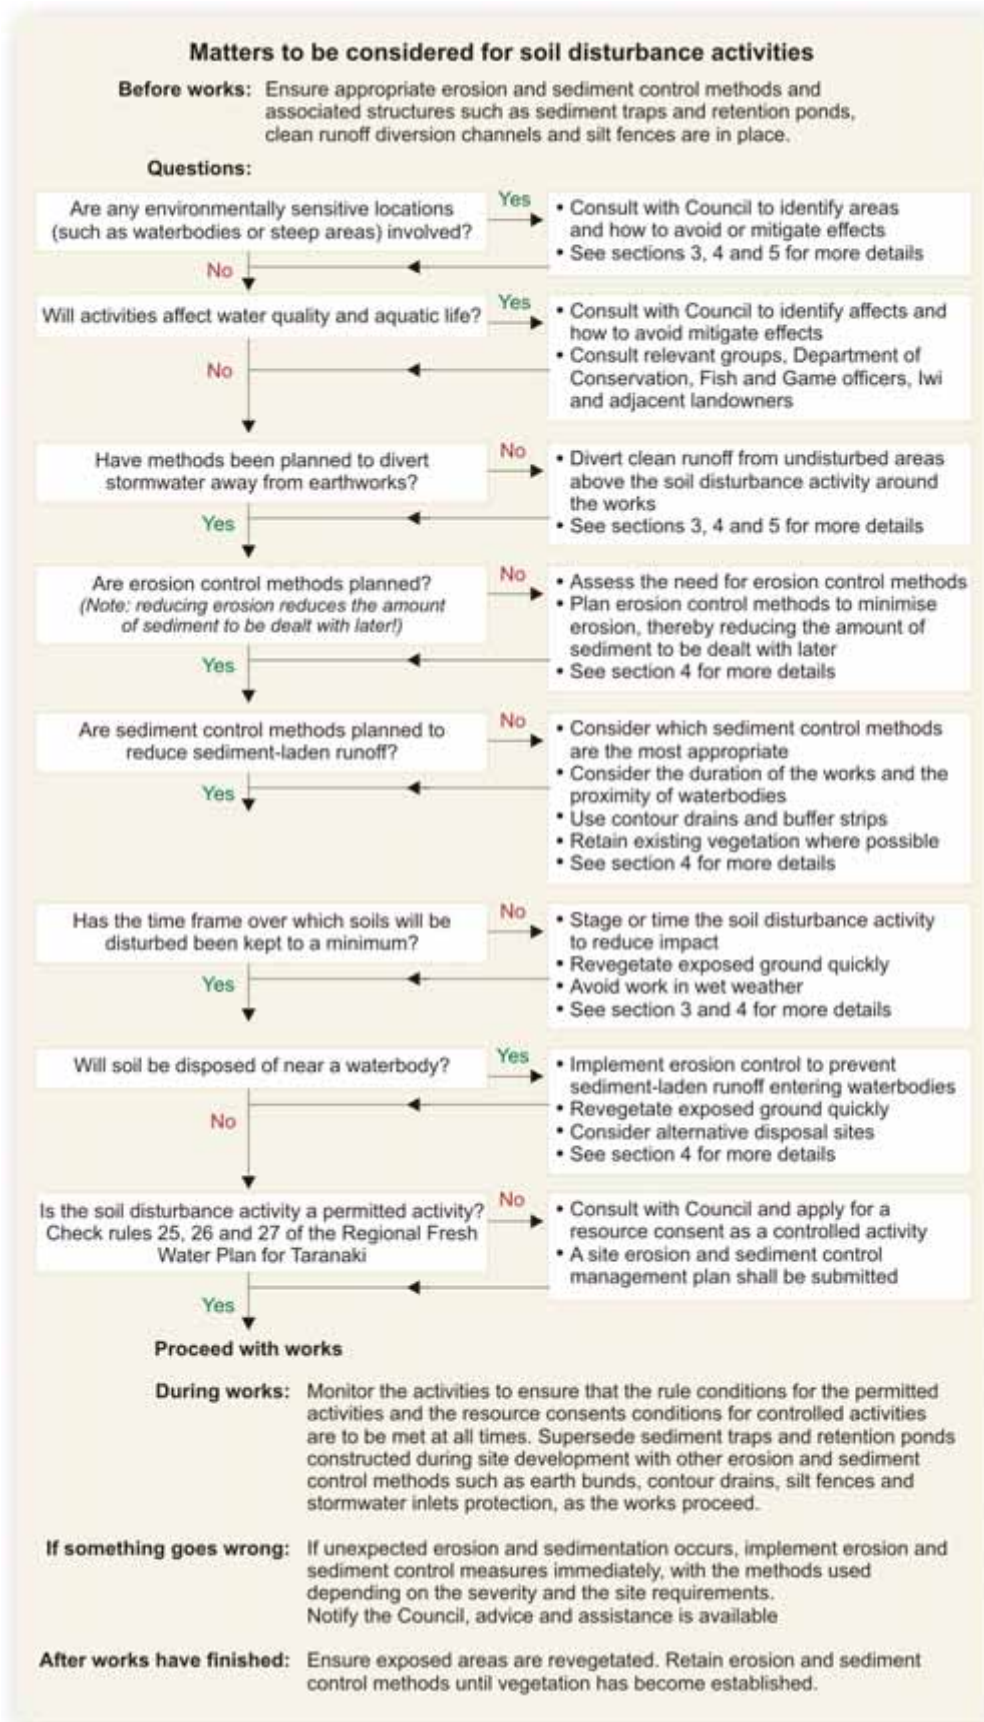 Matters to be considered for soil disturbance activities
Before works: Ensure appropriate erosion and sediment control methods and
associated structures such as sediment traps and retention ponds,
clean runoff diversion channels and silt fences are in place.
Questions:
Are any environmentally sensitive locations
(such as waterbodies or steep areas) involved?
Yes
• Consult with Council to identify areas
and how to avoid or mitigate effects
• See sections 3, 4 and 5 for more details
No
Will activities affect water quality and aquatic life?
Yes
• Consult with Council to identify affects and
how to avoid mitigate effects
• Consult relevant groups, Department of
Conservation, Fish and Game officers, Iwi
and adjacent landowners
No
Have methods been planned to divert
stormwater away from earthworks?
No
• Divert clean runoff from undisturbed areas
above the soil disturbance activity around
the works
• See sections 3, 4 and 5 for more details
Yes
Are erosion control methods planned?
(Note: reducing erosion reduces the amount
of sediment to be dealt with later!)
No
• Assess the need for erosion control methods
• Plan erosion control methods to minimise
erosion, thereby reducing the amount of
sediment to be dealt with later
• See section 4 for more details
Yes
Are sediment control methods planned to
reduce sediment-laden runoff?
No
• Consider which sediment control methods
are the most appropriate
• Consider the duration of the works and the
proximity of waterbodies
• Use contour drains and buffer strips
• Retain existing vegetation where possible
• See section 4 for more details
Yes
Has the time frame over which soils will be
disturbed been kept to a minimum?
No
• Stage or time the soil disturbance activity
to reduce impact
• Revegetate exposed ground quickly
• Avoid work in wet weather
• See section 3 and 4 for more details
Yes
Will soil be disposed of near a waterbody?
Yes
• Implement erosion control to prevent
sediment-laden runoff entering waterbodies
• Revegetate exposed ground quickly
• Consider alternative disposal sites
• See section 4 for more details
No
Is the soil disturbance activity a permitted activity?
Check rules 25, 26 and 27 of the Regional Fresh
Water Plan for Taranaki
No
• Consult with Council and apply for a
resource consent as a controlled activity
• A site erosion and sediment control
management plan shall be submitted
Yes
Proceed with works
During works: Monitor the activities to ensure that the rule conditions for the permitted
activities and the resource consents conditions for controlled activities
are to be met at all times. Supersede sediment traps and retention ponds
constructed during site development with other erosion and sediment
control methods such as earth bunds, contour drains, silt fences and
stormwater inlets protection, as the works proceed.
If something goes wrong: If unexpected erosion and sedimentation occurs, implement erosion and
sediment control measures immediately, with the methods used
depending on the severity and the site requirements.
Notify the Council, advice and assistance is available
After works have finished: Ensure exposed areas are revegetated. Retain erosion and sediment
control methods until vegetation has become established.